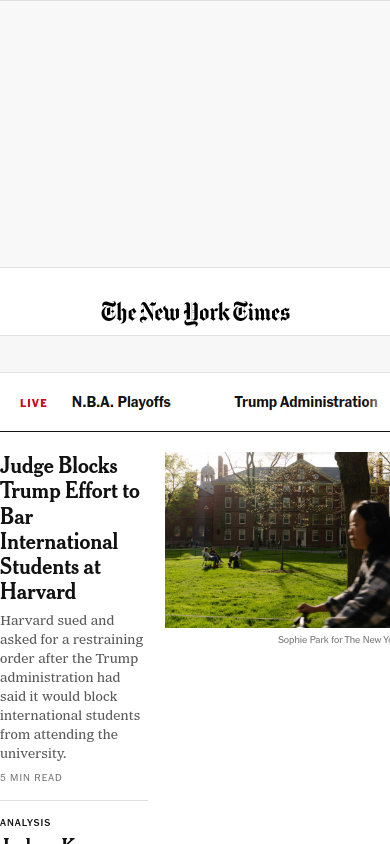 The New York Times
LIVE
N.B.A. Playoffs
Trump Administration
Judge Blocks
Trump Effort to
Bar
International
Students at
Harvard
Harvard sued and
asked for a restraining
order after the Trump
administration had
said it would block
international students
from attending the
university.
5 MIN READ
Sophie Park for The New
ANALYSIS